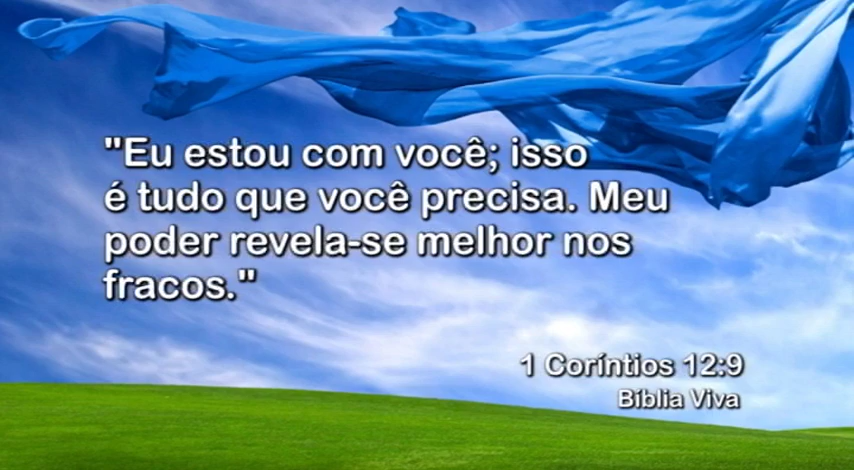 "Eu estou com você; isso
é tudo que você precisa. Meu
poder revela-se melhor nos
fracos."
1 Coríntios 12:9
Bíblia Viva